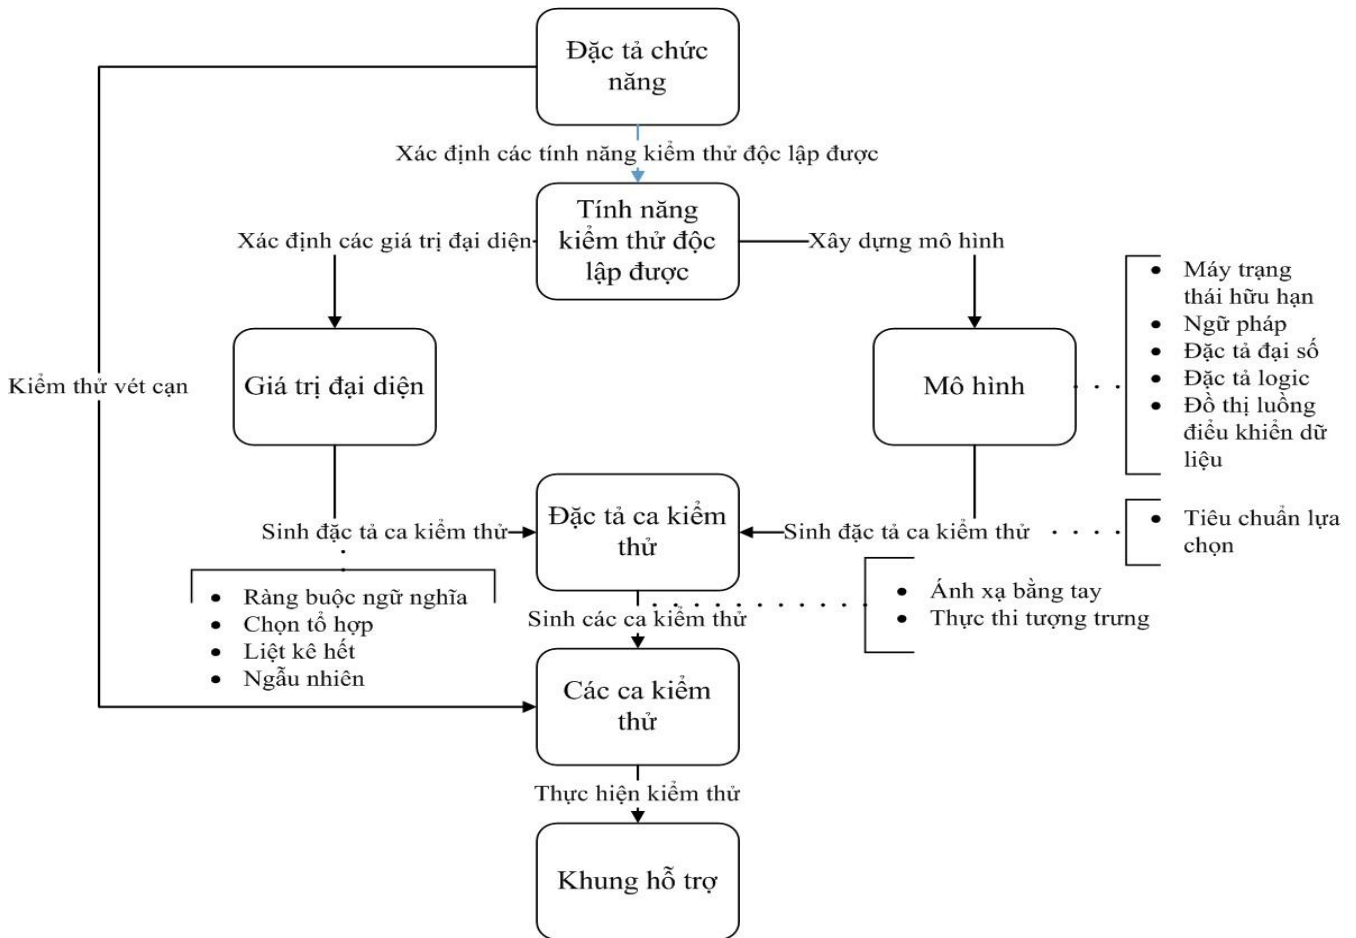 Đặc tả chức
năng
Xác định các tính năng kiểm thử độc lập được
Tính năng
kiểm thử độc
lập được
Xác định các giá trị đại diện
Xây dựng mô hình
• Máy trạng
thái hữu hạn
• Ngữ pháp
• Đặc tả đại số
• Đặc tả logic
• Đồ thị luồng
điểu khiển dữ
liệu
Kiểm thử vét cạn
Giá trị đại diện
Mô hình
Sinh đặc tả ca kiểm thử
Đặc tả ca kiểm
thử
Sinh đặc tả ca kiểm thử
• Tiêu chuẩn lựa
chọn
• Ràng buộc ngữ nghĩa
• Chọn tổ hợp
• Liệt kê hết
• Ngẫu nhiên
Sinh các ca kiểm thử
• Ánh xạ bằng tay
• Thực thi tượng trưng
Các ca kiểm
thử
Thực hiện kiểm thử
Khung hỗ trợ